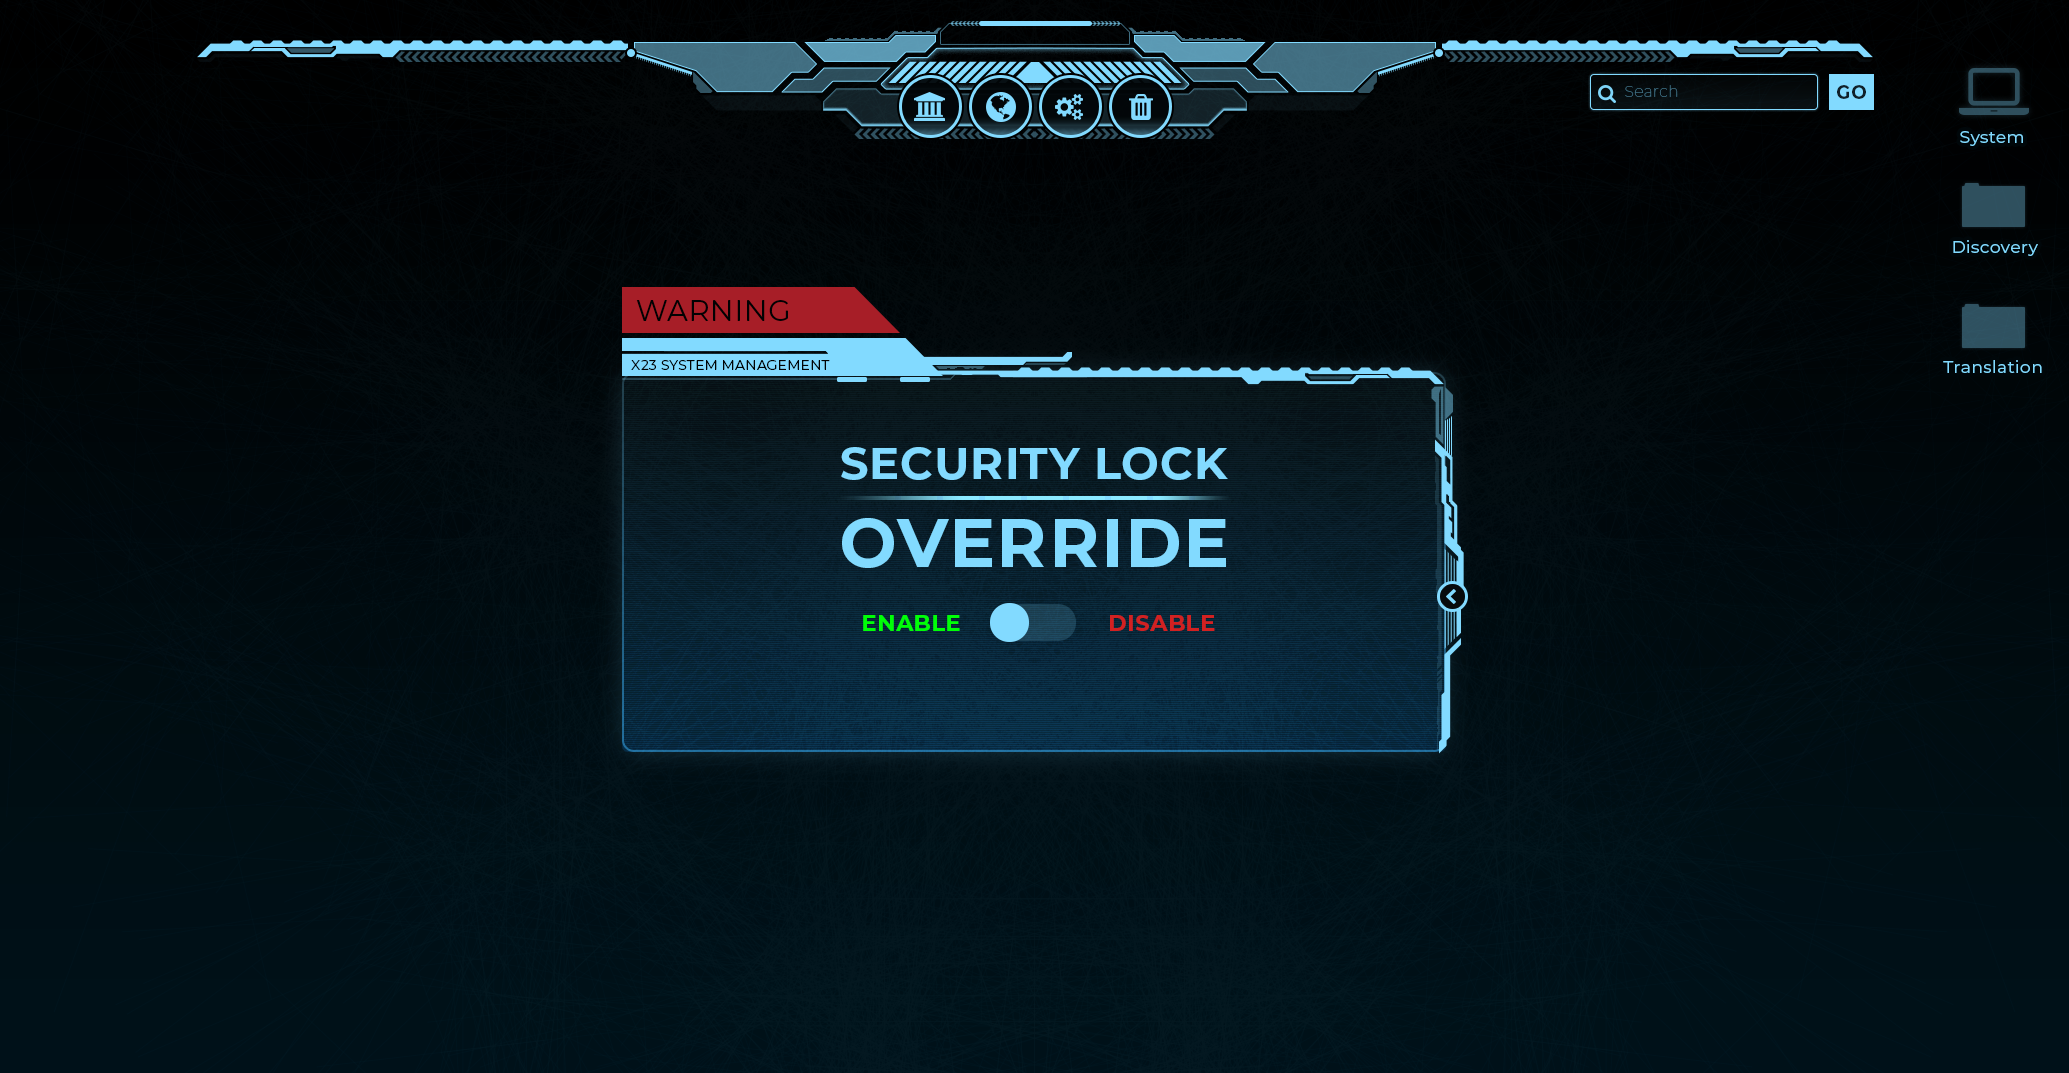 Search
GO
System
Discovery
Translation
WARNING
X23 SYSTEM MANAGEMENT
SECURITY LOCK
OVERRIDE
ENABLE
DISABLE